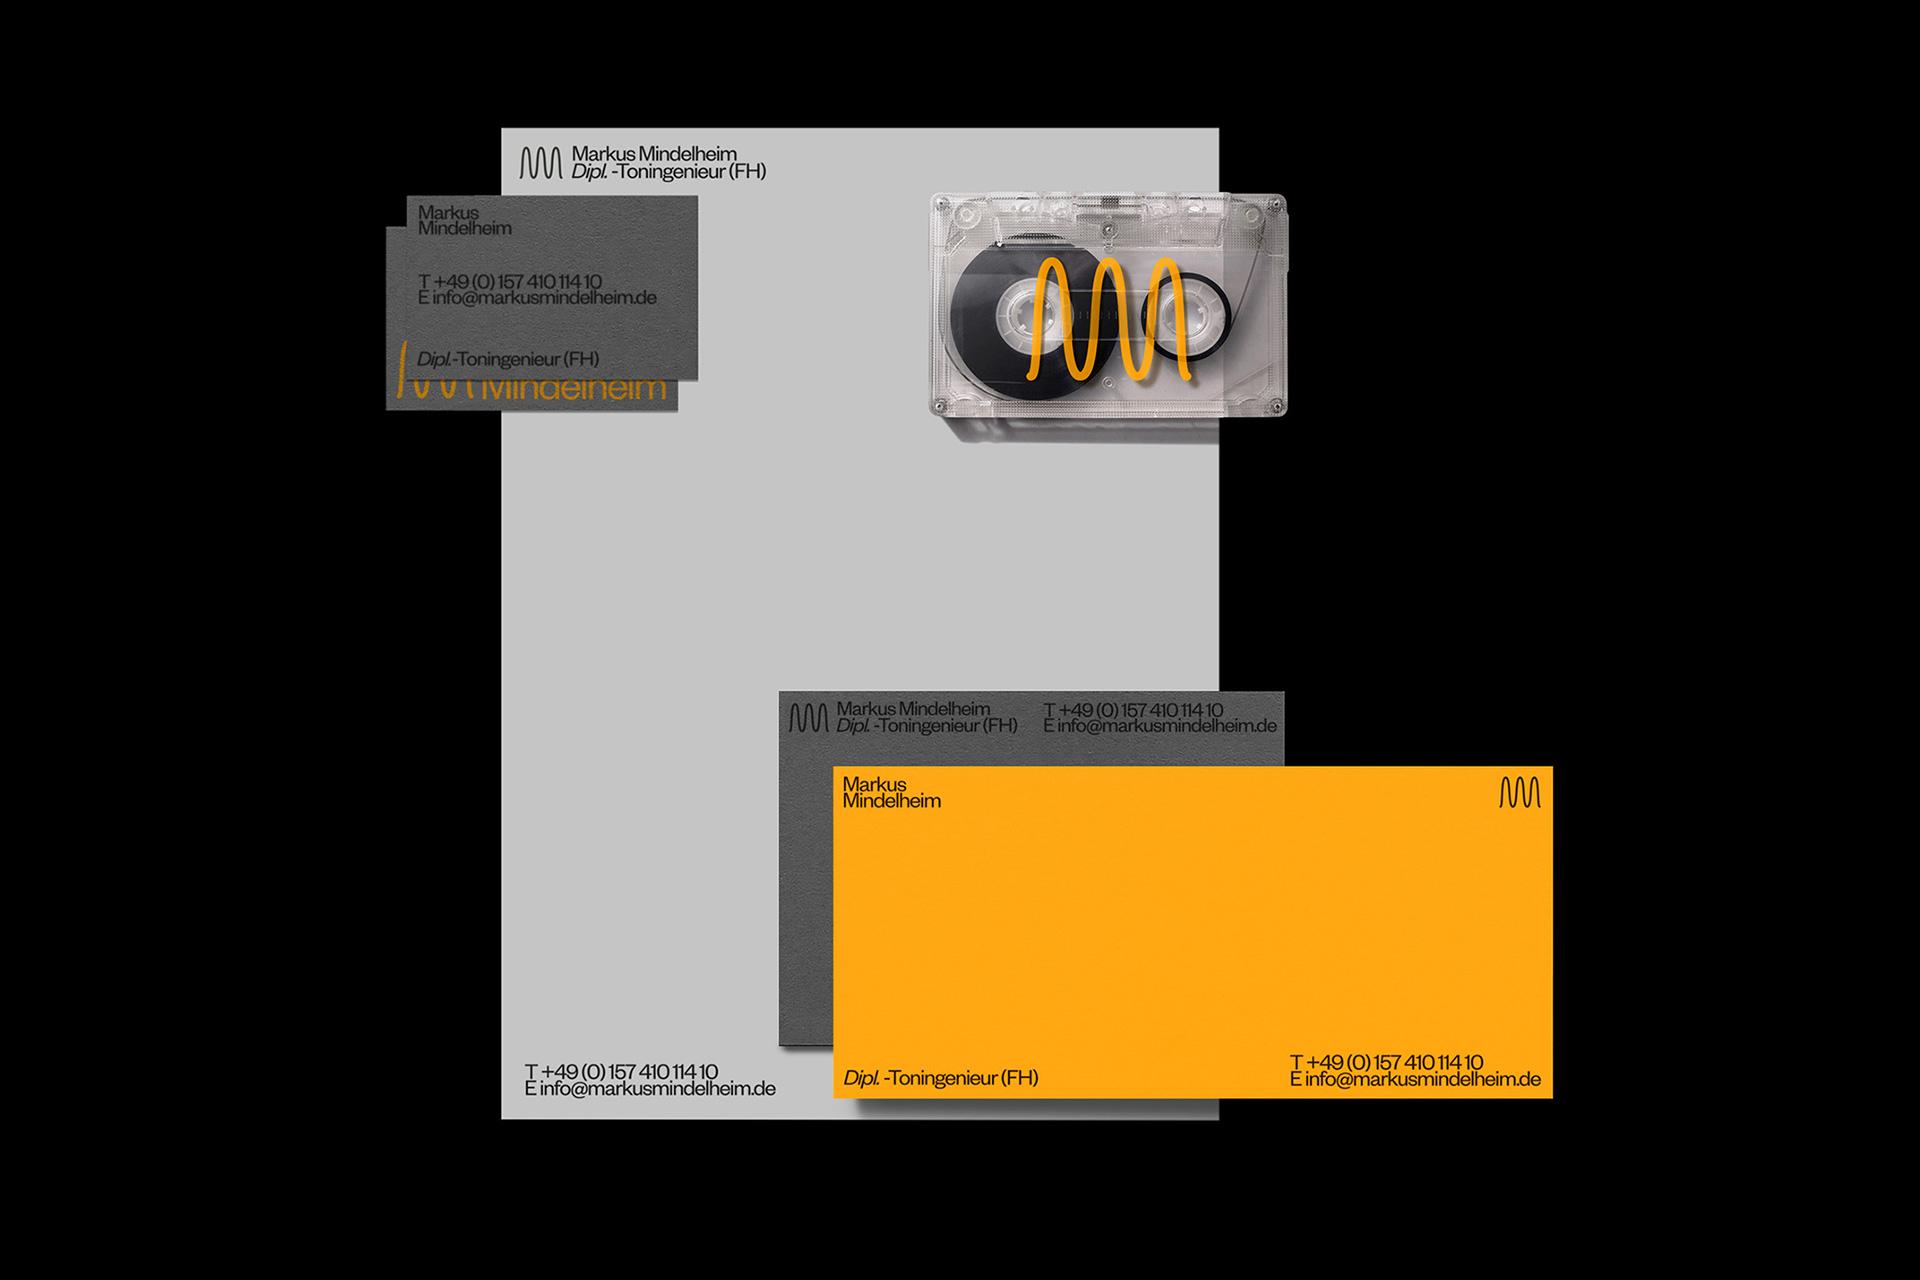 Markus Mindelheim
Dipl. -Toningenieur (FH)
Markus
Mindelheim
T +49 (0) 157 410 114 10
E info@markusmindelheim.de
Dipl.-Toningenieur (FH)
Mindelheim
Markus Mindelheim
Dipl. -Toningenieur (FH)
T +49 (0) 157 410 114 10
E info@markusmindelheim.de
Markus
Mindelheim
Dipl. -Toningenieur (FH)
T +49 (0) 157 410 114 10
E info@markusmindelheim.de
T +49 (0) 157 410 114 10
E info@markusmindelheim.de